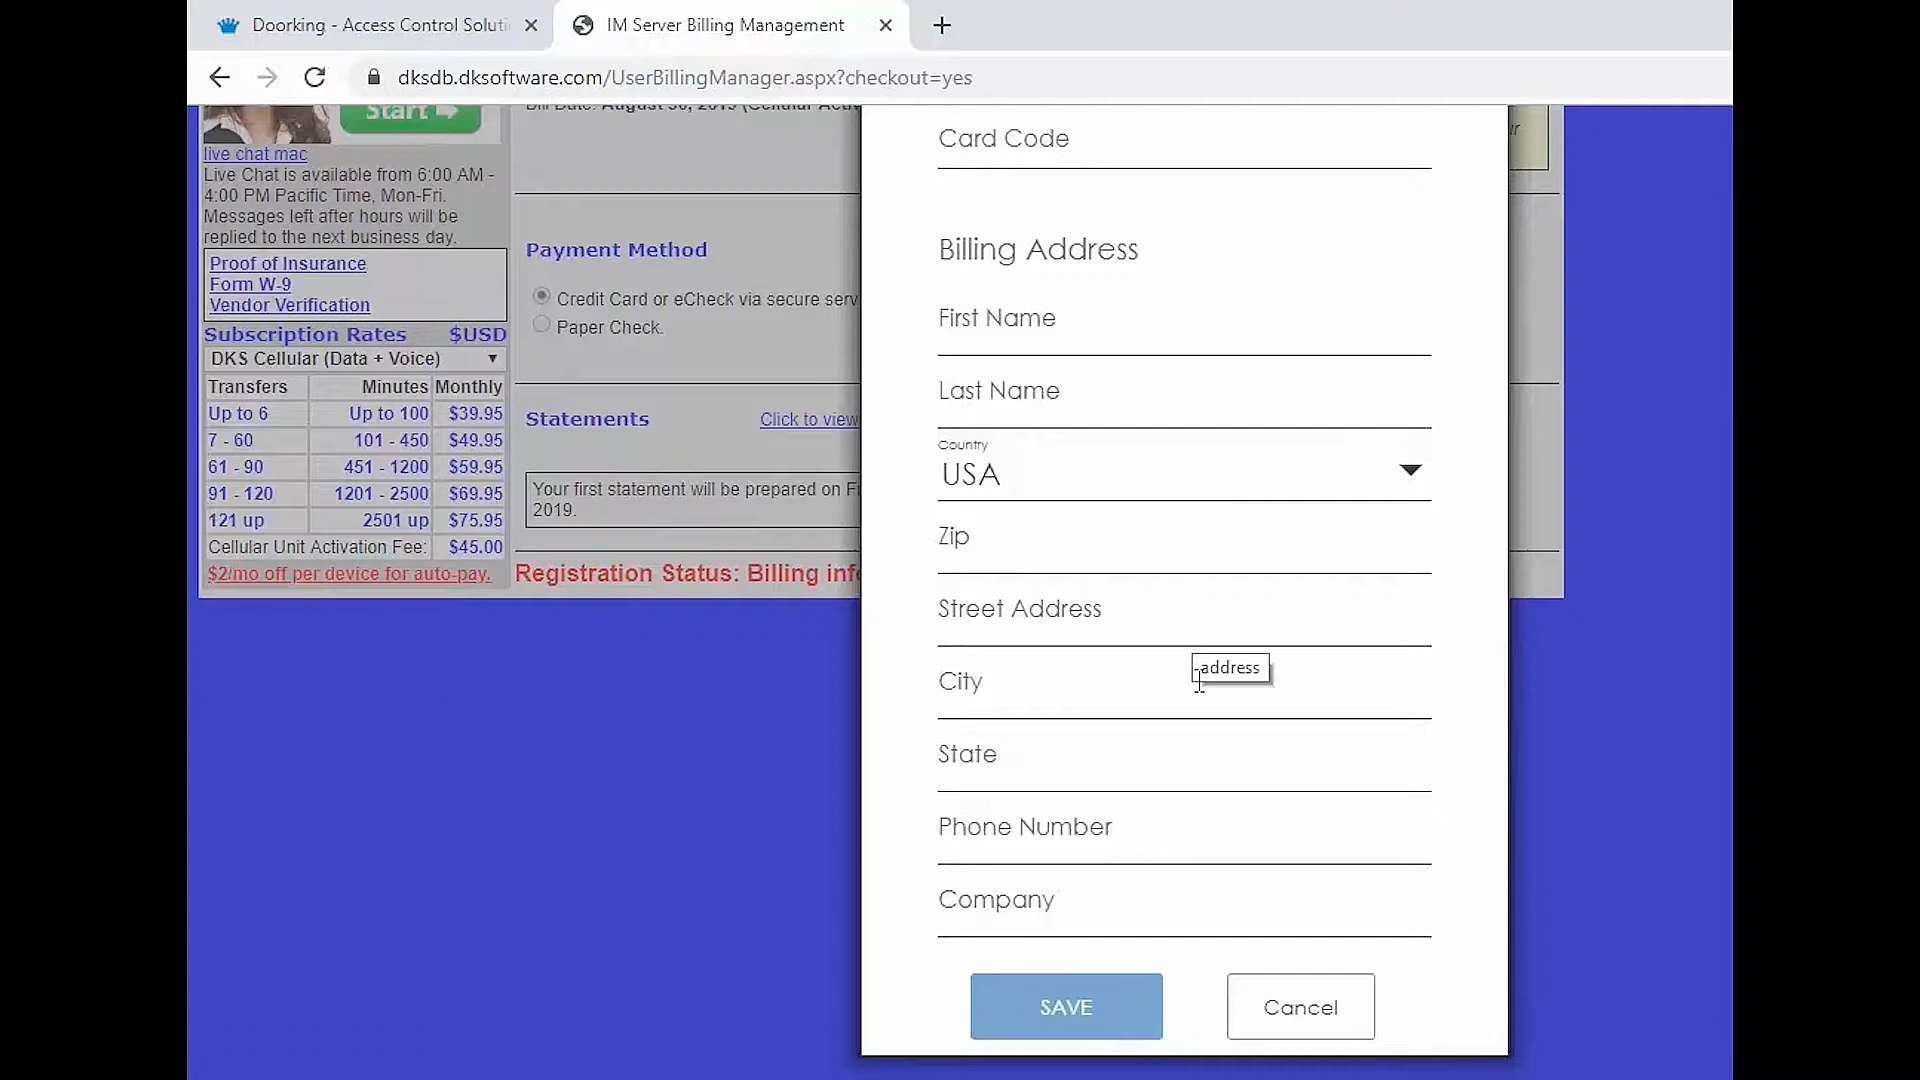 Doorking - Access Control Soluti
IM Server Billing Management
dksdb.dksoftware.com/UserBillingManager.aspx?checkout=yes
Start
live chat mac
Live Chat is available from 6:00 AM -
4:00 PM Pacific Time, Mon-Fri.
Messages left after hours will be
replied to the next business day.
Proof of Insurance
Form W-9
Vendor Verification
Subscription Rates $USD
DKS Cellular (Data + Voice)
Transfers Minutes Monthly
Up to 6 Up to 100 $39.95
7 - 60 101 - 450 $49.95
61 - 90 451 - 1200 $59.95
91 - 120 1201 - 2500 $69.95
121 up 2501 up $75.95
Cellular Unit Activation Fee: $45.00
$2/mo off per device for auto-pay.
Bill Date: August 30, 2019 (Cellular Acti
Payment Method
Credit Card or eCheck via secure serv
Paper Check.
Statements Click to view
Your first statement will be prepared on F
2019.
Registration Status: Billing inf
Card Code
Billing Address
First Name
Last Name
Country
USA
Zip
Street Address
address
City
State
Phone Number
Company
SAVE Cancel